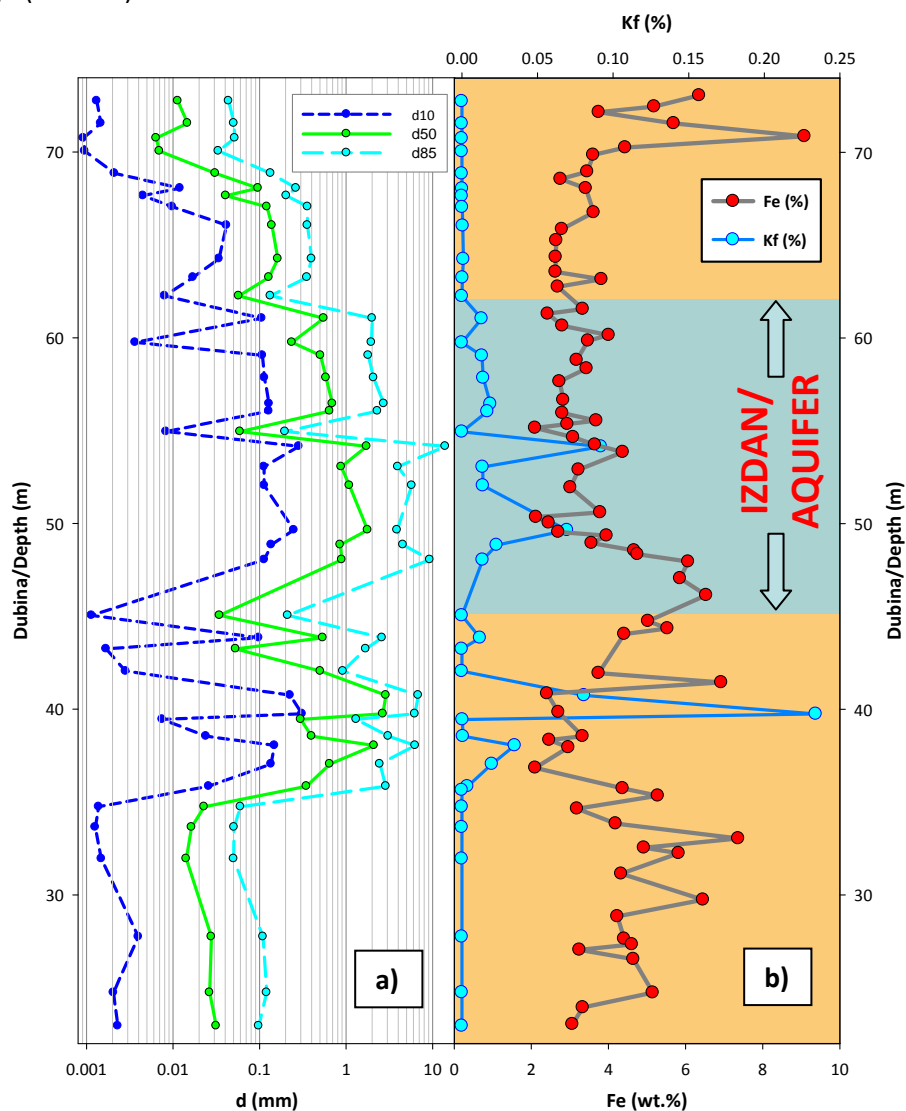 Kf (%)
0.00 0.05 0.10 0.15 0.20 0.25
d10
d50
d85
70
60
50
40
30
Dubina/Depth (m)
a)
0.001 0.01 0.1 1 10
d (mm)
Fe (%)
Kf (%)
IZDAN/
AQUIFER
b)
70
60
50
40
30
Dubina/Depth (m)
0 2 4 6 8 10
Fe (wt.%)